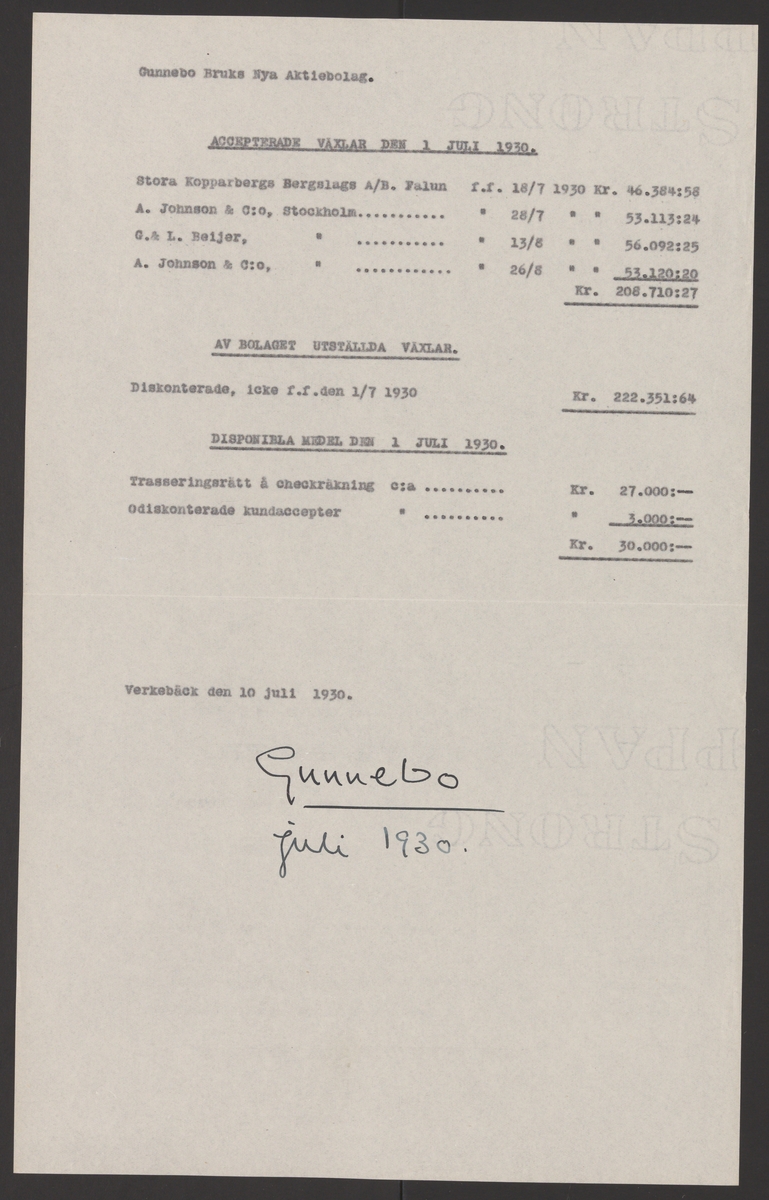 Gunnebo Bruks Nya Aktiebolag.
ACCEPTERADE VÄXLAR DEN 1 JULI 1930.
Stora Kopparbergs Bergslags A/B. Falun f.f. 18/7 1930 Kr. 46.384:58
A. Johnson & C:o, Stockholm........... " 28/7 " " 53.113:24
G.& L. Beijer, " ............ " 13/8 " " 56.092:25
A. Johnson & C:o, " ............ " 26/8 " " 53.120:20
Kr. 208.710:27
AV BOLAGET UTSTÄLLDA VÄXLAR.
Diskonterade, icke f.f.den 1/7 1930 Kr. 222.351:64
DISPONIBLA MEDEL DEN 1 JULI 1930.
Trasseringsrätt å checkräkning c:a .......... Kr. 27.000:—
Odiskonterade kundaccepter " .......... " 3.000:—
Kr. 30.000:—
Verkebäck den 10 juli 1930.
Gunnebo
juli 1930.